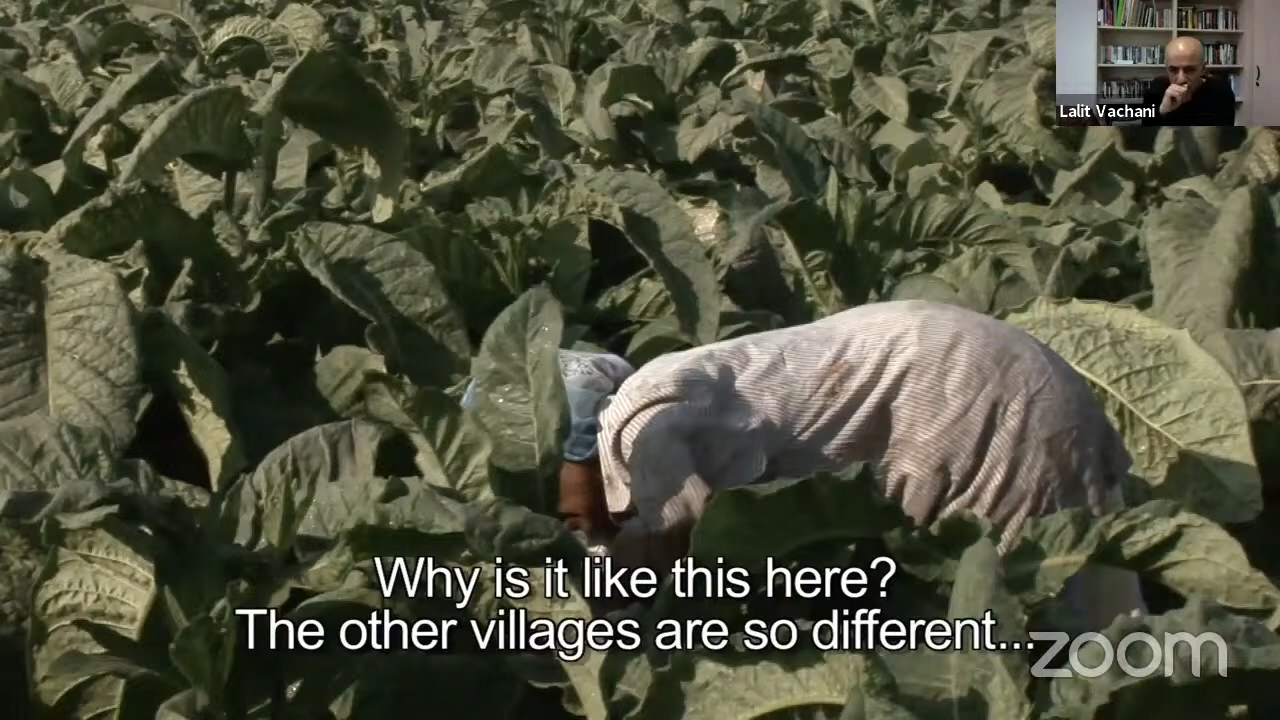 Lalit Vachani
Why is it like this here?
The other villages are so different...
zoom